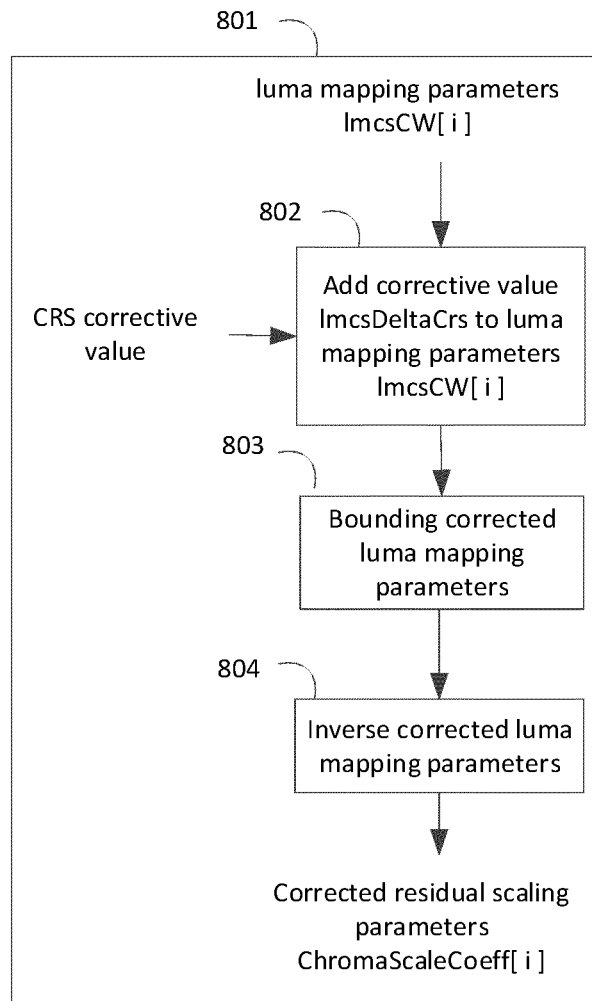 801
luma mapping parameters
lmcsCW[ i ]
802
Add corrective value
lmcsDeltaCrs to luma
mapping parameters
lmcsCW[ i ]
CRS corrective
value
803
Bounding corrected
luma mapping
parameters
804
Inverse corrected luma
mapping parameters
Corrected residual scaling
parameters
ChromaScaleCoeff[ i ]